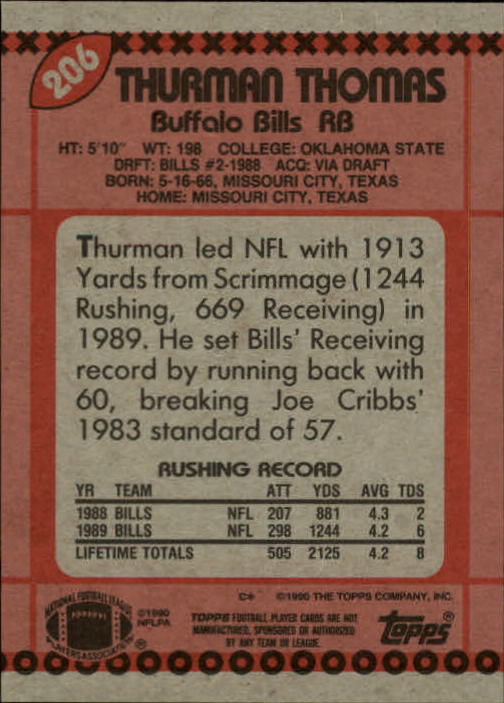 206
THURMAN THOMAS
Buffalo Bills RB
HT: 5'10" WT: 198 COLLEGE: OKLAHOMA STATE
DRFT: BILLS #2-1988 ACQ: VIA DRAFT
BORN: 5-16-66, MISSOURI CITY, TEXAS
HOME: MISSOURI CITY, TEXAS
Thurman led NFL with 1913
Yards from Scrimmage (1244
Rushing, 669 Receiving) in
1989. He set Bills' Receiving
record by running back with
60, breaking Joe Cribbs'
1983 standard of 57.
RUSHING RECORD
YR TEAM ATT YDS AVG TDS
1988 BILLS NFL 207 881 4.3 2
1989 BILLS NFL 298 1244 4.2 6
LIFETIME TOTALS 505 2125 4.2 8
C* ©1990 THE TOPPS COMPANY, INC.
NATIONAL FOOTBALL LEAGUE
PLAYERS ASSOCIATION ®
©1990
NFLPA
TOPPS FOOTBALL PLAYER CARDS ARE NOT
MANUFACTURED, SPONSORED OR AUTHORIZED
BY ANY TEAM OR LEAGUE.
topps®